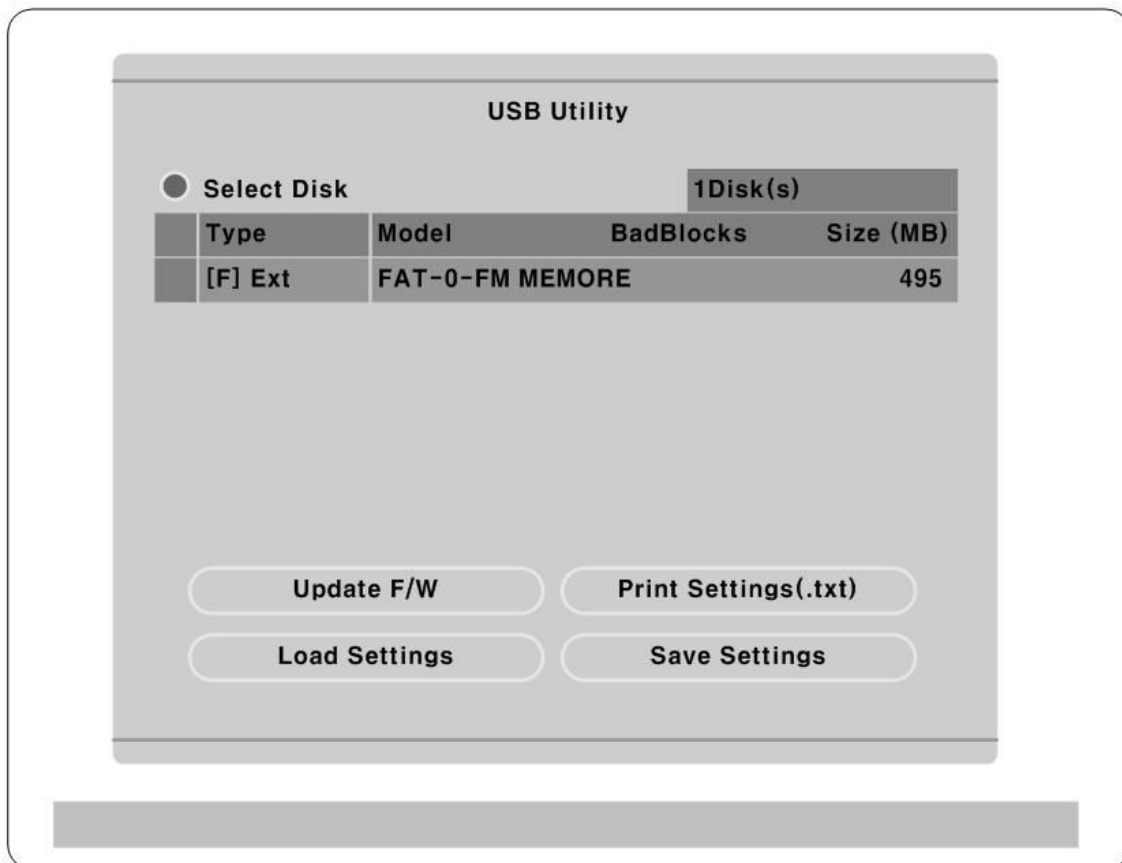 USB Utility
Select Disk 1Disk(s)
Type Model BadBlocks Size (MB)
[F] Ext FAT-0-FM MEMORE 495
Update F/W Print Settings(.txt)
Load Settings Save Settings